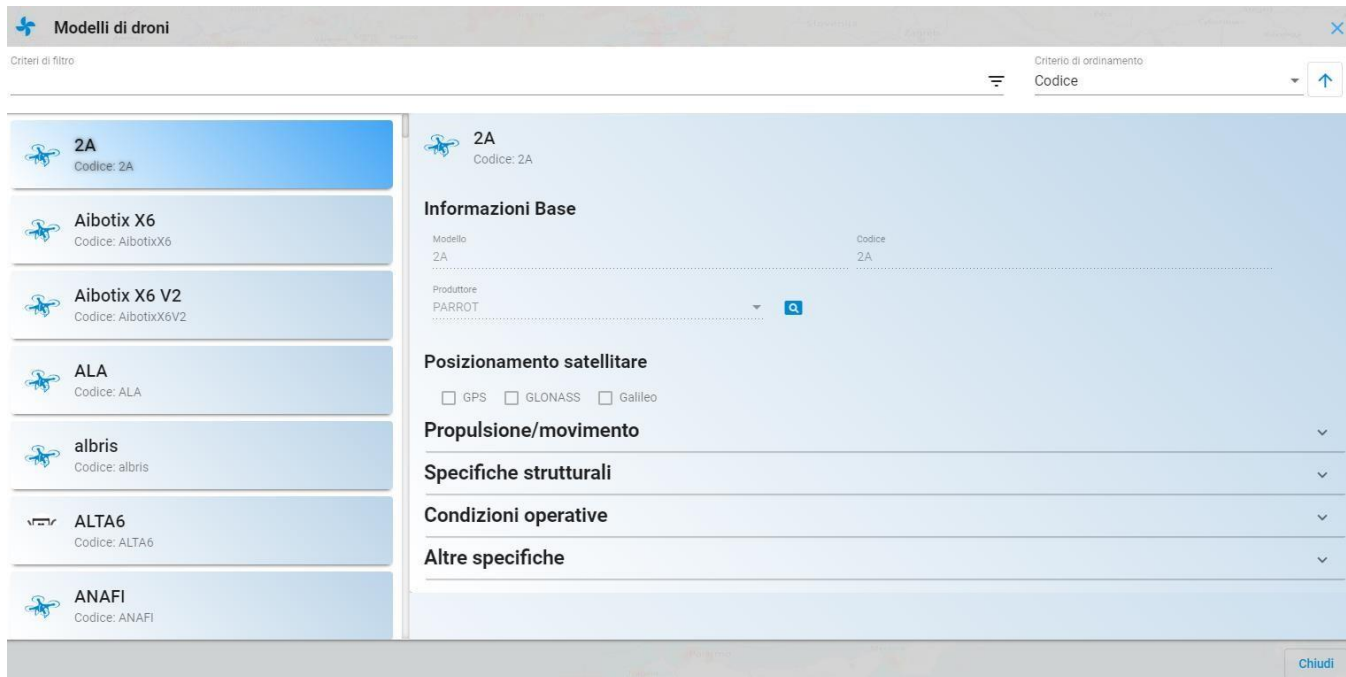 Modelli di droni
Criteri di filtro
Criterio di ordinamento
Codice
2A
Codice: 2A
Aibotix X6
Codice: AibotixX6
Aibotix X6 V2
Codice: AibotixX6V2
ALA
Codice: ALA
albris
Codice: albris
ALTA6
Codice: ALTA6
ANAFI
Codice: ANAFI
2A
Codice: 2A
Informazioni Base
Modello
2A
Codice
2A
Produttore
PARROT
Posizionamento satellitare
GPS GLONASS Galileo
Propulsione/movimento
Specifiche strutturali
Condizioni operative
Altre specifiche
Chiudi